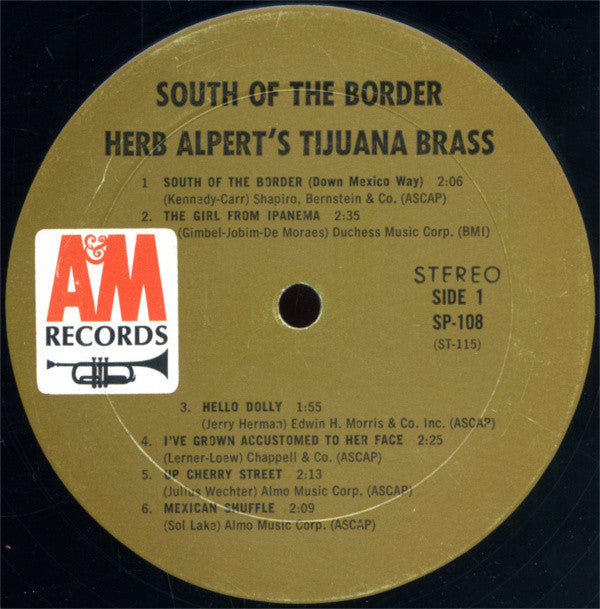 SOUTH OF THE BORDER
HERB ALPERT'S TIJUANA BRASS
1 SOUTH OF THE BORDER (Down Mexico Way) 2:06
(Kennedy-Carr) Shapiro, Bernstein & Co. (ASCAP)
2. THE GIRL FROM IPANEMA 2:35
(Gimbel-Jobim-De Moraes) Duchess Music Corp. (BMI)
A&M
RECORDS
STEREO
SIDE 1
SP-108
(ST-115)
3. HELLO DOLLY 1:55
(Jerry Herman) Edwin H. Morris & Co. Inc. (ASCAP)
4. I'VE GROWN ACCUSTOMED TO HER FACE 2:25
(Lerner-Loew) Chappell & Co. (ASCAP)
5. UP CHERRY STREET 2:13
(Julius Wechter) Almo Music Corp. (ASCAP)
6. MEXICAN SHUFFLE 2:09
(Sol Lake) Almo Music Corp. (ASCAP)